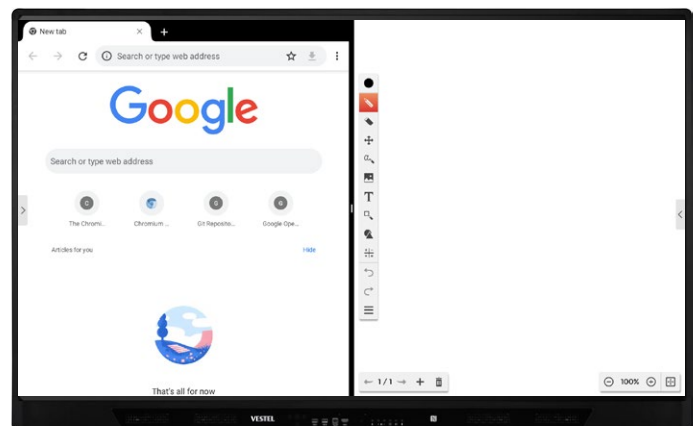 New tab
Search or type web address
Google
Search or type web address
C
C
G
The Chromi...
Chromium ...
Git Reposito...
Google Ope...
Articles for you
Hide
That's all for now
T
1/1
100%
VESTEL